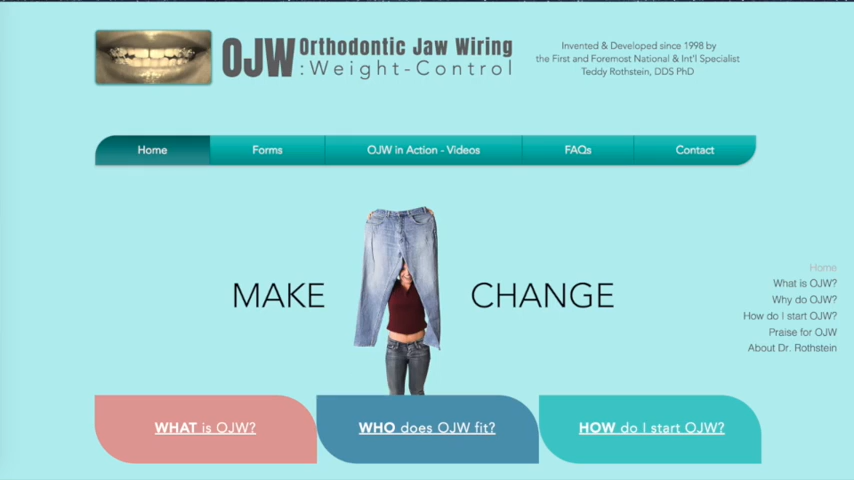 OJW Orthodontic Jaw Wiring
:Weight-Control
Invented & Developed since 1998 by
the First and Foremost National & Int'l Specialist
Teddy Rothstein, DDS PhD
Home
Forms
OJW in Action - Videos
FAQs
Contact
MAKE CHANGE
Home
What is OJW?
Why do OJW?
How do I start OJW?
Praise for OJW
About Dr. Rothstein
WHAT is OJW?
WHO does OJW fit?
HOW do I start OJW?